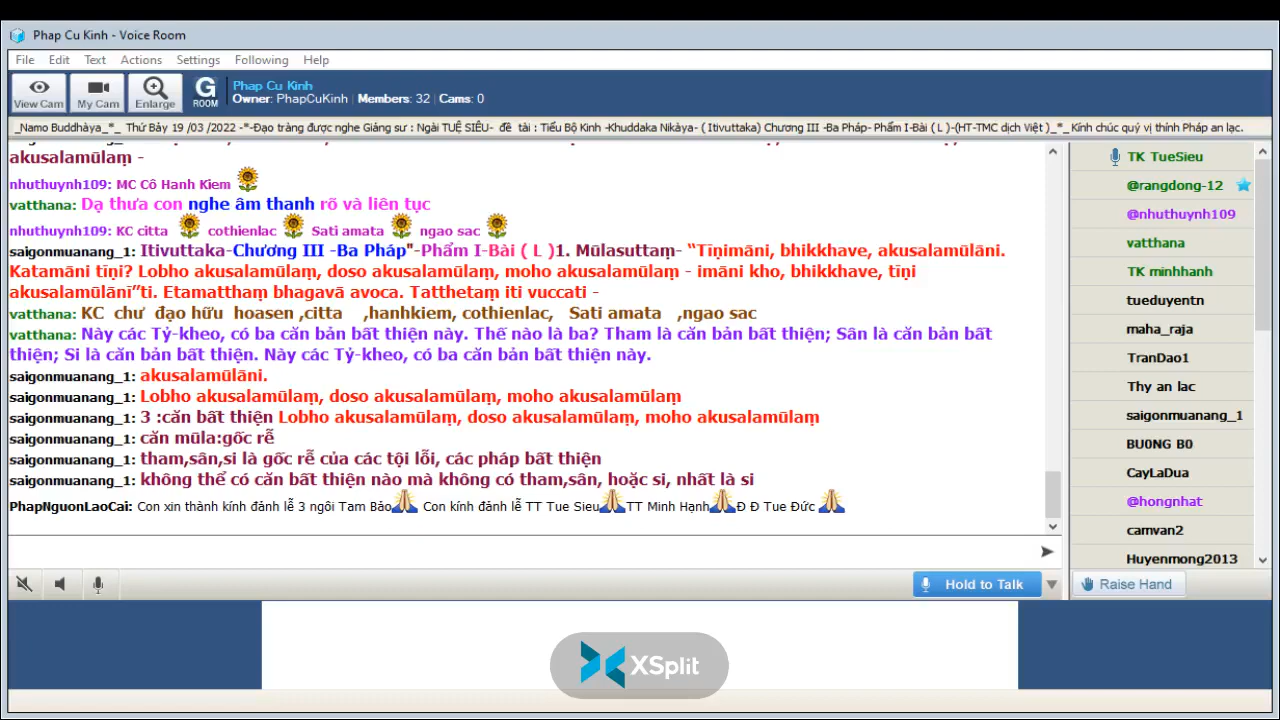 Phap Cu Kinh - Voice Room
File Edit Text Actions Settings Following Help
View Cam My Cam Enlarge G ROOM
Phap Cu Kinh
Owner: PhapCuKinh | Members: 32 | Cams: 0
_Namo Buddhàya_*_ Thứ Bảy 19 /03 /2022 -*-Đạo tràng được nghe Giảng sư : Ngài TUỆ SIÊU- đề tài : Tiểu Bộ Kinh -Khuddaka Nikàya- ( Itivuttaka) Chương III -Ba Pháp- Phẩm I-Bài ( L )-(HT-TMC dịch Việt )_*_Kính chúc quý vị thính Pháp an lạc.
akusalamūlaṃ -
nhuthuynh109: MC Cô Hanh Kiem
vatthana: Dạ thưa con nghe âm thanh rõ và liên tục
nhuthuynh109: KC citta cothienlac Sati amata ngao sac
saigonmuanang_1: Itivuttaka-Chương III -Ba Pháp"-Phẩm I-Bài ( L )1. Mūlasuttaṃ- “Tīṇimāni, bhikkhave, akusalamūlāni.
Katamāni tīṇi? Lobho akusalamūlaṃ, doso akusalamūlaṃ, moho akusalamūlaṃ - imāni kho, bhikkhave, tīṇi
akusalamūlānī”ti. Etamatthaṃ bhagavā avoca. Tatthetaṃ iti vuccati -
vatthana: KC chư đạo hữu hoasen ,citta ,hanhkiem, cothienlac, Sati amata ,ngao sac
vatthana: Này các Tỷ-kheo, có ba căn bản bất thiện này. Thế nào là ba? Tham là căn bản bất thiện; Sân là căn bản bất
thiện; Si là căn bản bất thiện. Này các Tỷ-kheo, có ba căn bản bất thiện này.
saigonmuanang_1: akusalamūlāni.
saigonmuanang_1: Lobho akusalamūlaṃ, doso akusalamūlaṃ, moho akusalamūlaṃ
saigonmuanang_1: 3 :căn bất thiện Lobho akusalamūlaṃ, doso akusalamūlaṃ, moho akusalamūlaṃ
saigonmuanang_1: căn mūla:gốc rễ
saigonmuanang_1: tham,sân,si là gốc rễ của các tội lỗi, các pháp bất thiện
saigonmuanang_1: không thể có căn bất thiện nào mà không có tham,sân, hoặc si, nhất là si
PhapNguonLaoCai: Con xin thành kính đảnh lễ 3 ngôi Tam Bảo Con kính đảnh lễ TT Tue Sieu TT Minh Hạnh Đ Đ Tue Đức
TK TueSieu
@rangdong-12
@nhuthuynh109
vatthana
TK minhhanh
tueduyentn
maha_raja
TranDao1
Thy an lac
saigonmuanang_1
BUONG BO
CayLaDua
@hongnhat
camvan2
Huyenmong2013
Hold to Talk
Raise Hand
XSplit